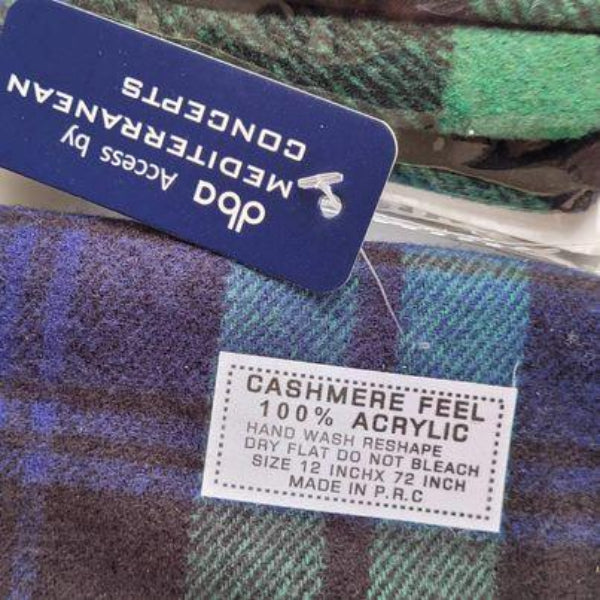 dba Access by
MEDITERRANEAN
CONCEPTS
CASHMERE FEEL
100% ACRYLIC
HAND WASH RESHAPE
DRY FLAT DO NOT BLEACH
SIZE 12 INCHX 72 INCH
MADE IN P.R.C